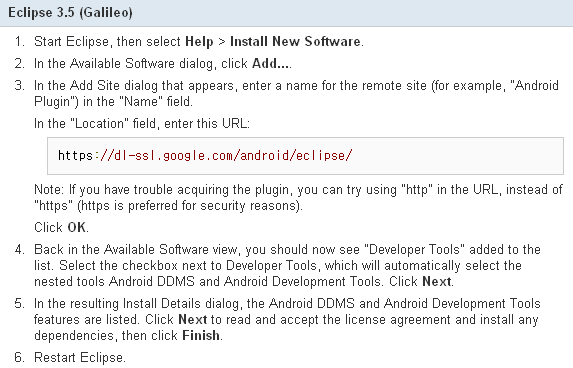 Eclipse 3.5 (Galileo)
1. Start Eclipse, then select Help > Install New Software.
2. In the Available Software dialog, click Add....
3. In the Add Site dialog that appears, enter a name for the remote site (for example, "Android
Plugin") in the "Name" field.
In the "Location" field, enter this URL:
https://dl-ssl.google.com/android/eclipse/
Note: If you have trouble acquiring the plugin, you can try using "http" in the URL, instead of
"https" (https is preferred for security reasons).
Click OK.
4. Back in the Available Software view, you should now see "Developer Tools" added to the
list. Select the checkbox next to Developer Tools, which will automatically select the
nested tools Android DDMS and Android Development Tools. Click Next.
5. In the resulting Install Details dialog, the Android DDMS and Android Development Tools
features are listed. Click Next to read and accept the license agreement and install any
dependencies, then click Finish.
6. Restart Eclipse.